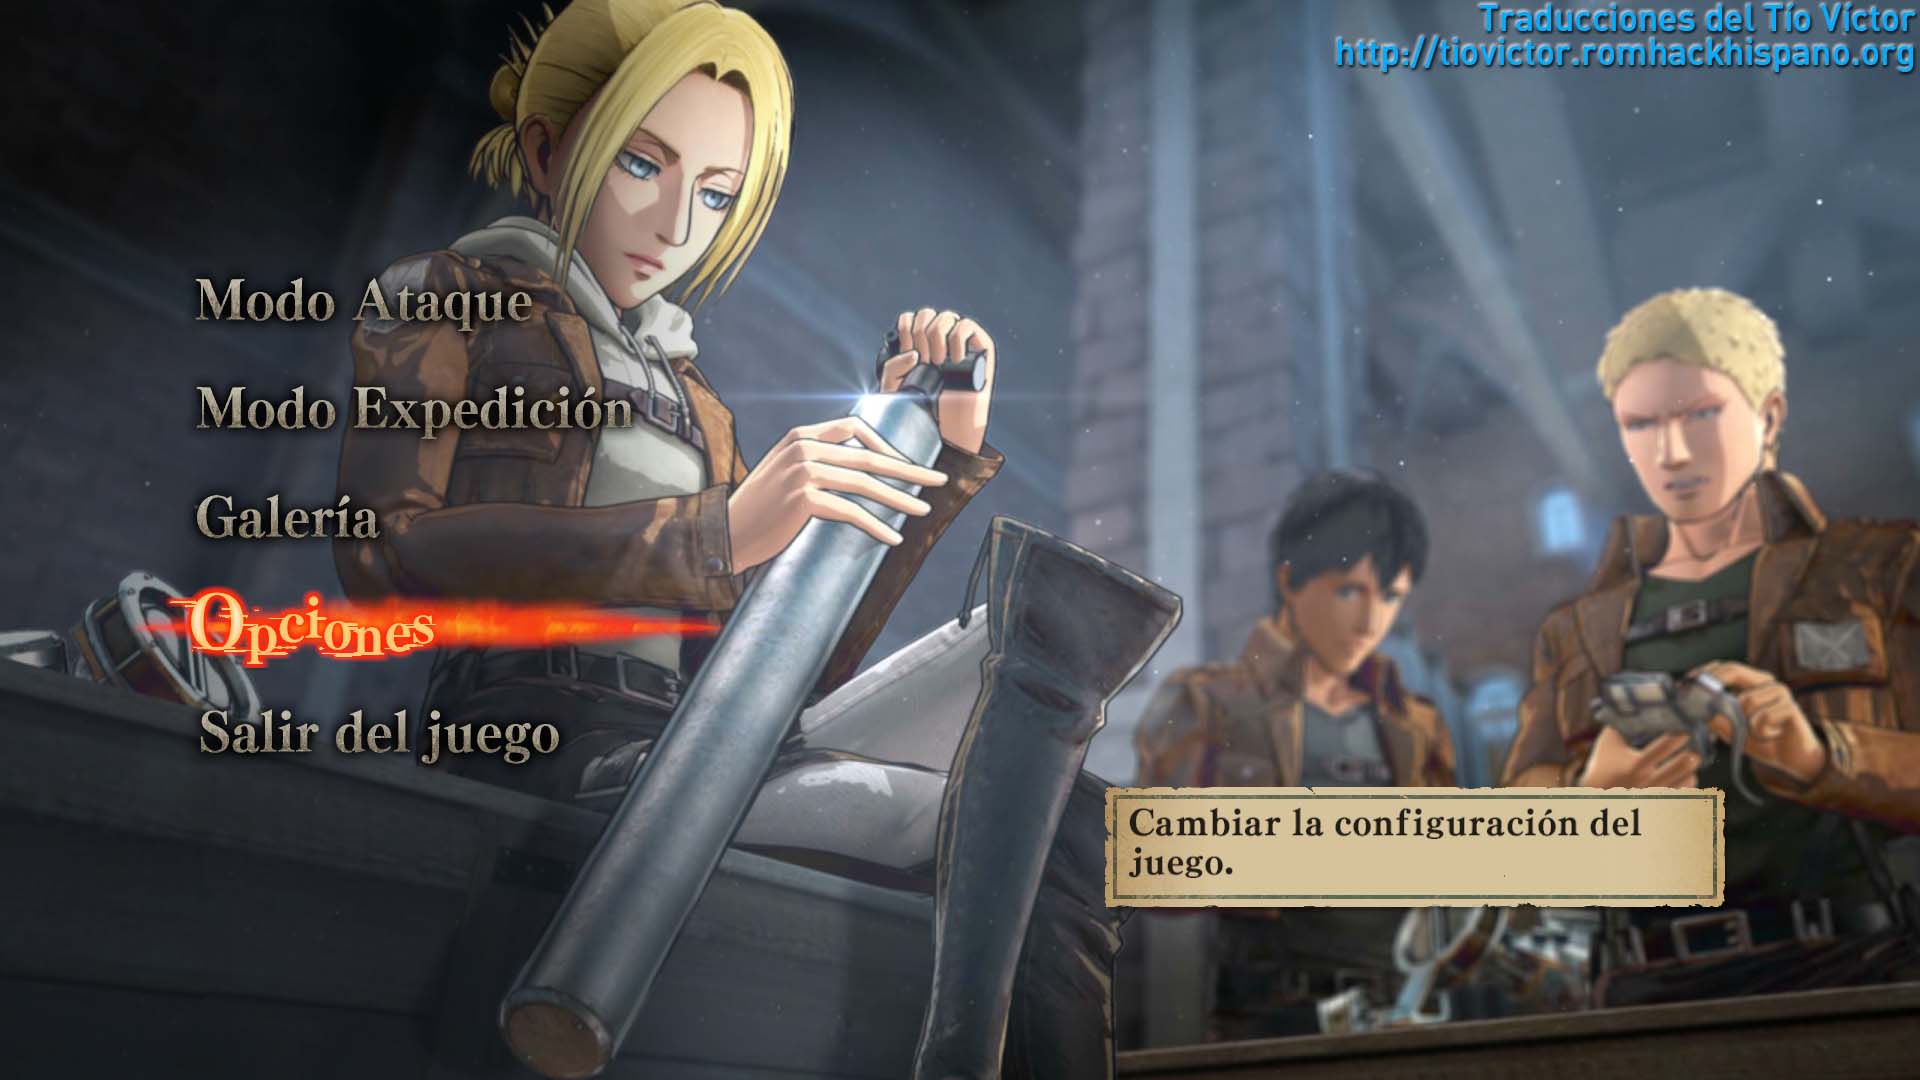 Traducciones del Tío Víctor
http://tiovictor.romhackhispano.org
Modo Ataque
Modo Expedición
Galería
Opciones
Salir del juego
Cambiar la configuración del
juego.